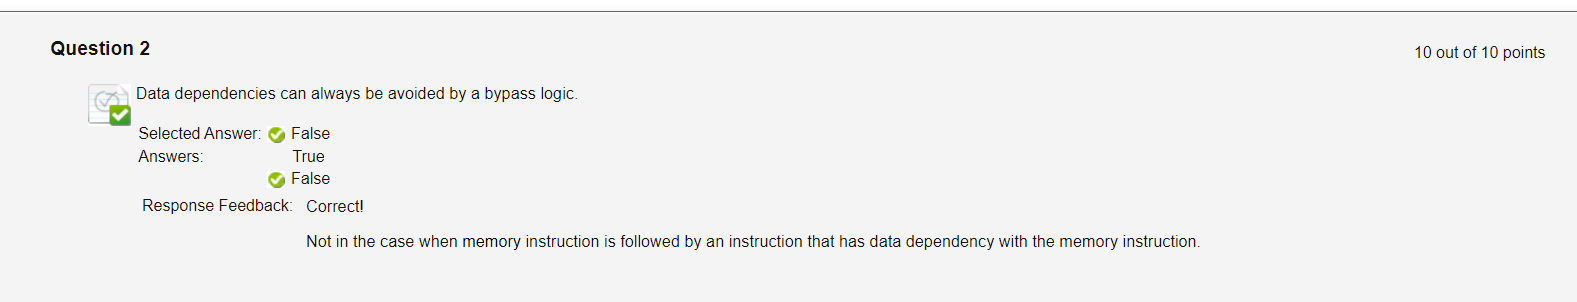 Question 2
10 out of 10 points
Data dependencies can always be avoided by a bypass logic.
Selected Answer: False
Answers: True
False
Response Feedback: Correct!
Not in the case when memory instruction is followed by an instruction that has data dependency with the memory instruction.